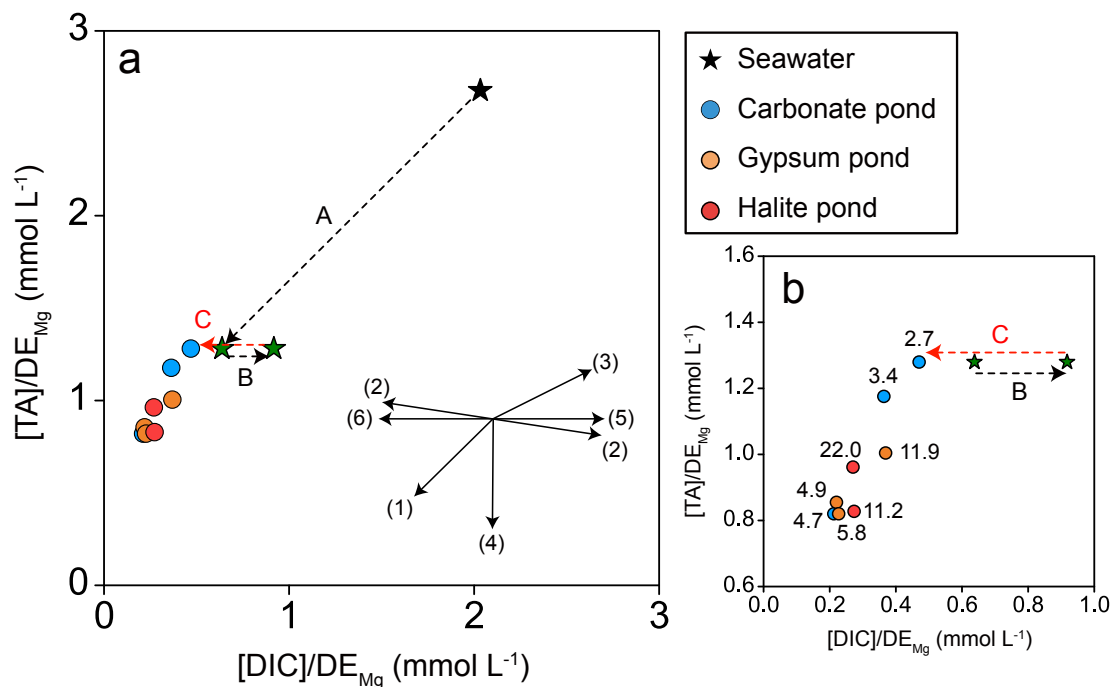 3
a
2
1
0
[TA]/DE_Mg (mmol L⁻¹)
A
C
B
(3)
(2)
(6)
(5)
(2)
(1)
(4)
0
1
2
3
[DIC]/DE_Mg (mmol L⁻¹)
Seawater
Carbonate pond
Gypsum pond
Halite pond
1.6
b
1.4
1.2
1.0
0.8
0.6
[TA]/DE_Mg (mmol L⁻¹)
C
2.7
B
3.4
22.0
11.9
4.9
11.2
4.7
5.8
0.0
0.2
0.4
0.6
0.8
1.0
[DIC]/DE_Mg (mmol L⁻¹)